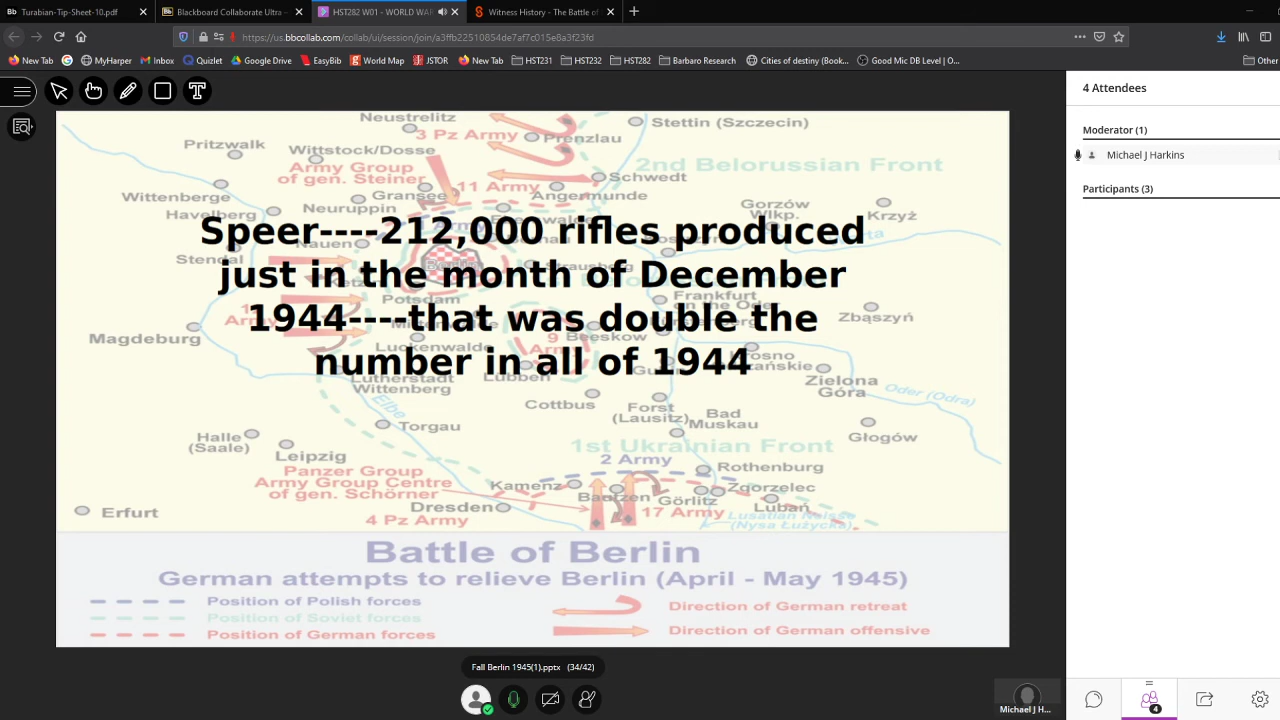 Turabian-Tip-Sheet-10.pdf
Blackboard Collaborate Ultra –
HST282 W01 - WORLD WAR
Witness History - The Battle of
https://us.bbcollab.com/collab/ui/session/join/a3ffb22510854de7af7c015e8a3f23fd
New Tab
MyHarper
Inbox
Quizlet
Google Drive
EasyBib
World Map
JSTOR
New Tab
HST231
HST232
HST282
Barbaro Research
Cities of destiny (Book...
Good Mic DB Level | O...
Other
Speer----212,000 rifles produced
just in the month of December
1944----that was double the
number in all of 1944
Neustrelitz
3 Pz Army
Prenzlau
Stettin (Szczecin)
Pritzwalk
Wittstock/Dosse
Army Group
of gen. Steiner
2nd Belorussian Front
11 Army
Schwedt
Wittenberge
Gransee
Angermunde
Havelberg
Neuruppin
Gorzów
Wlkp.
Krzyż
Nauen
Stendal
Strausberg
Potsdam
Frankfurt
Zbąszyń
Magdeburg
Luckenwalde
9
Beeskow
Lutherstadt
Wittenberg
Lübben
Zielona
Góra
Cottbus
Forst
(Lausitz)
Bad
Muskau
Elbe
Oder (Odra)
Torgau
Halle
(Saale)
Leipzig
Głogów
1st Ukrainian Front
2 Army
Panzer Group
Army Group Centre
of gen. Schörner
Kamenz
Rothenburg
Bautzen
Görlitz
Zgorzelec
Lubań
Erfurt
Dresden
4 Pz Army
17 Army
Lusatian Neisse
(Nysa Łużycka)
Battle of Berlin
German attempts to relieve Berlin (April - May 1945)
Position of Polish forces
Position of Soviet forces
Position of German forces
Direction of German retreat
Direction of German offensive
Fall Berlin 1945(1).pptx (34/42)
Michael J H...
4 Attendees
Moderator (1)
Michael J Harkins
Participants (3)
4